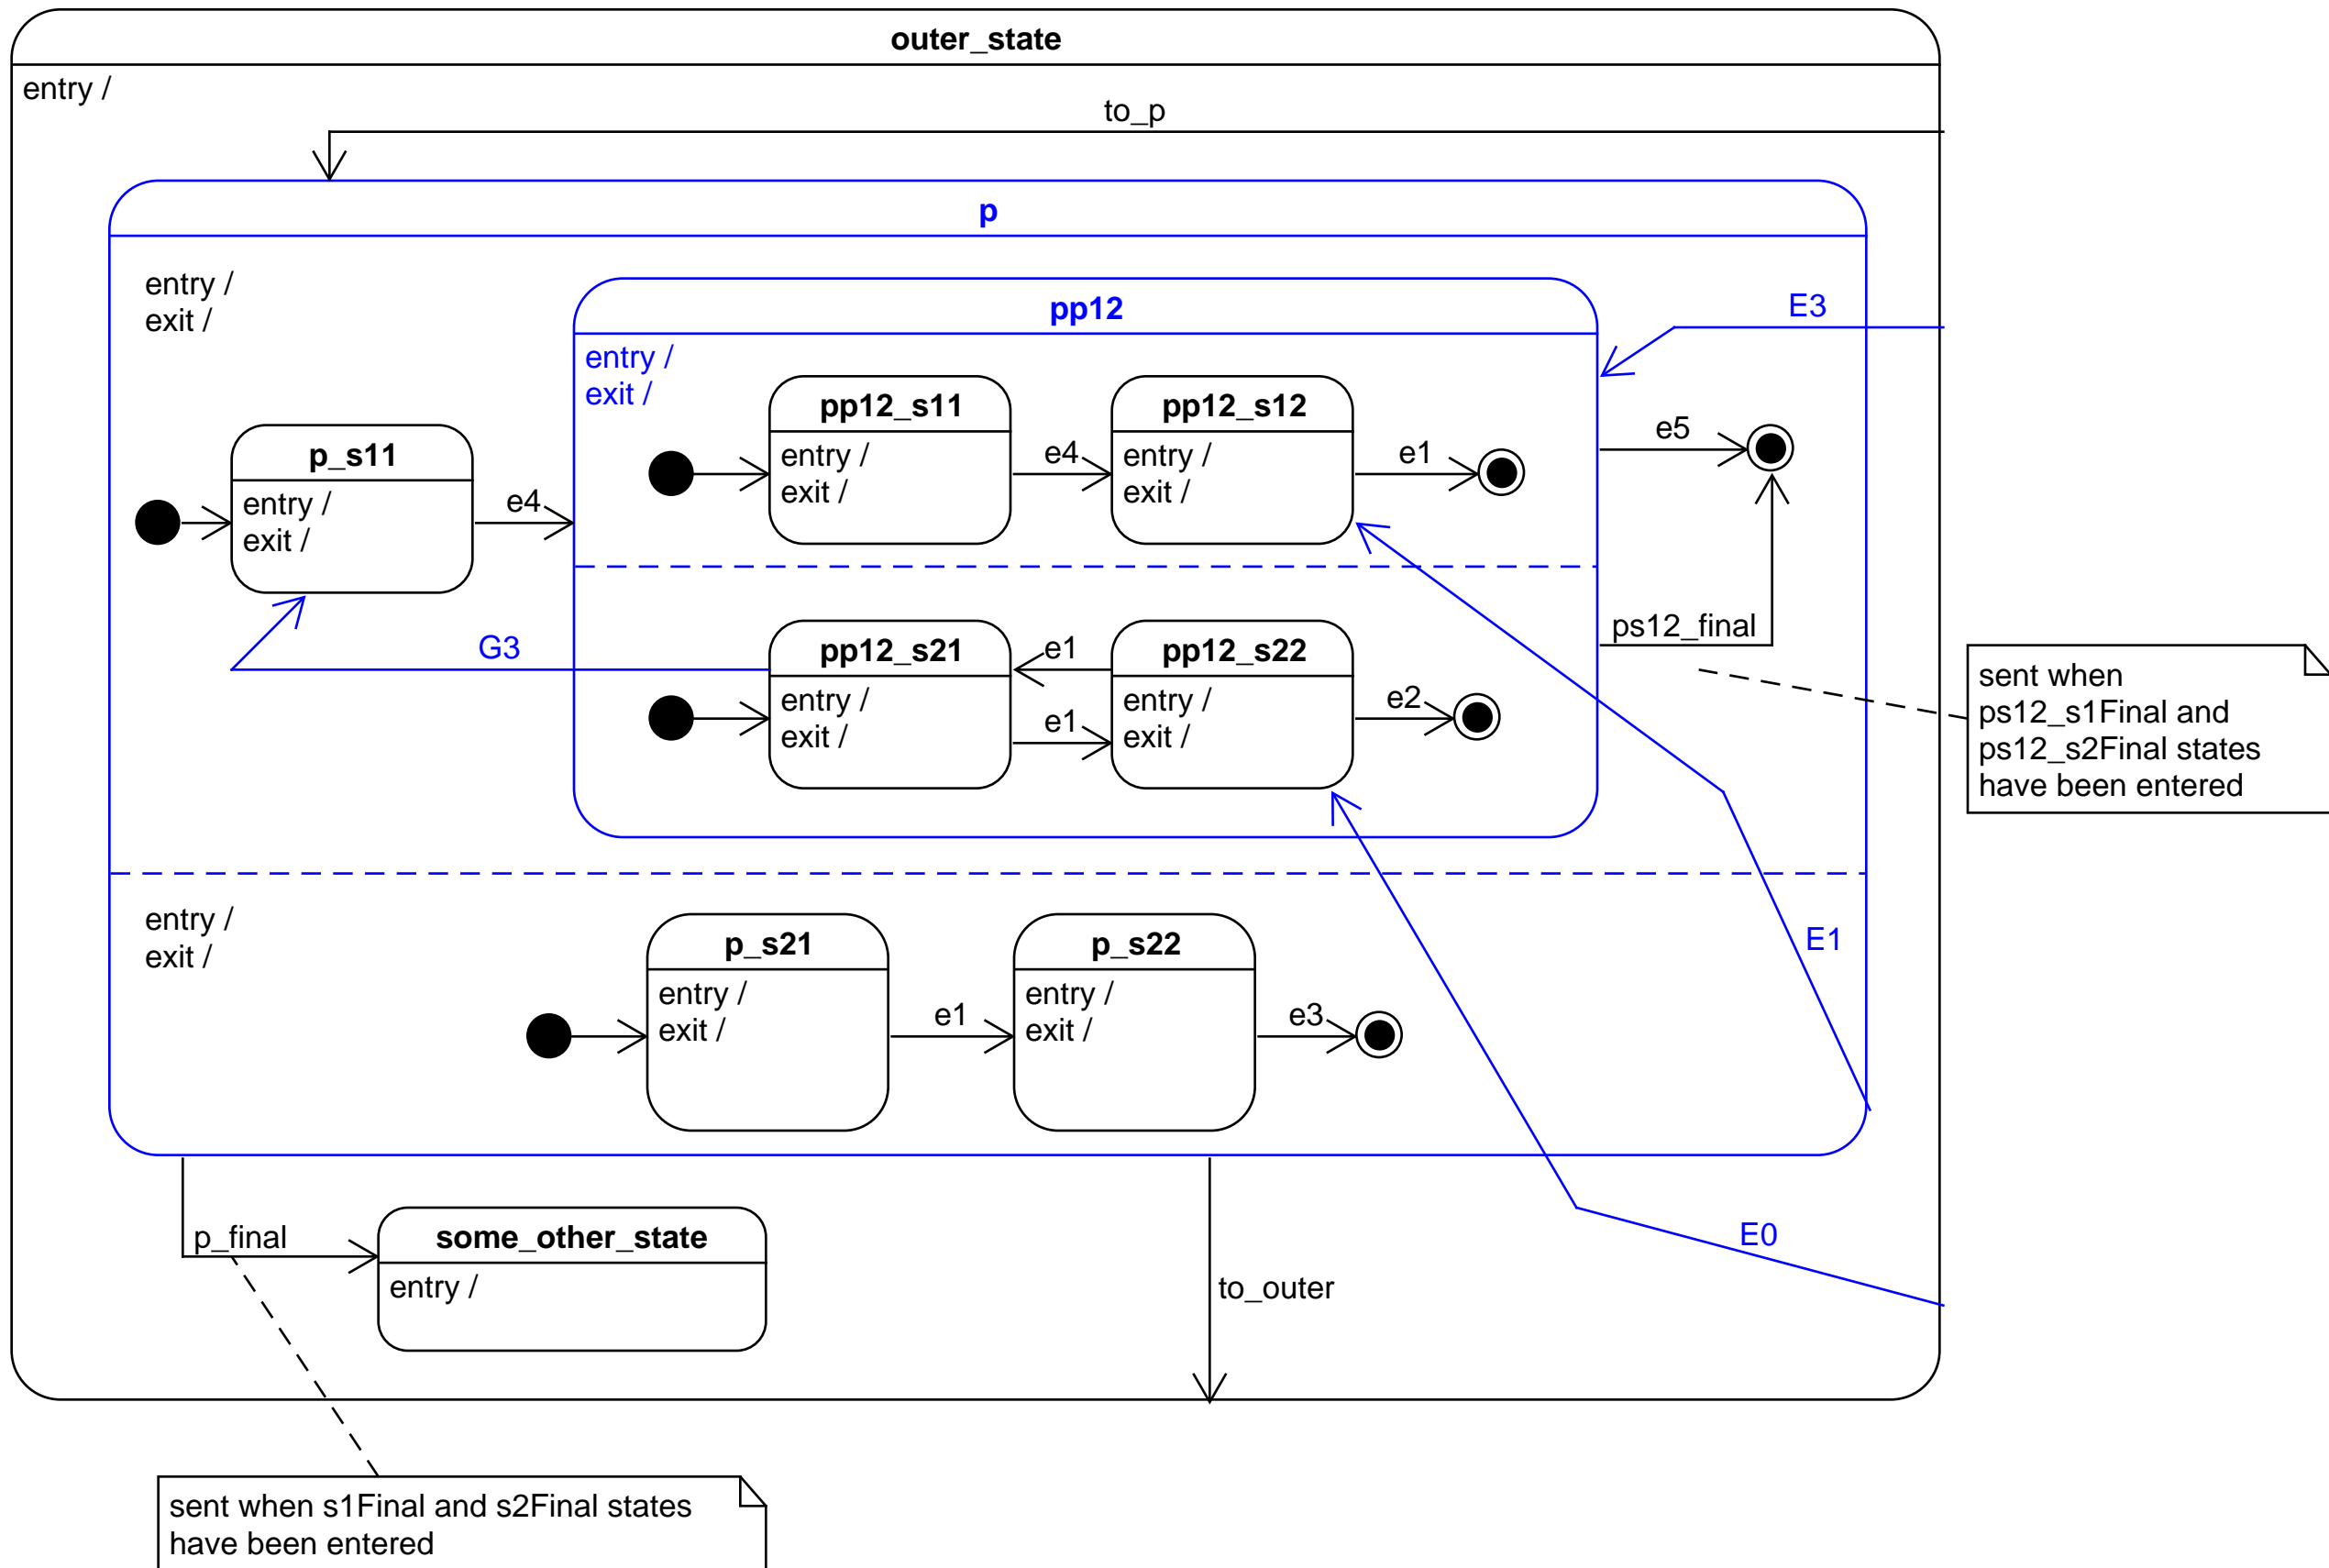 outer_state
entry /
to_p
p
entry /
exit /
pp12
E3
entry /
exit /
pp12_s11
entry /
exit /
e4
pp12_s12
entry /
exit /
e1
e5
p_s11
entry /
exit /
e4
G3
pp12_s21
entry /
exit /
e1
e1
pp12_s22
entry /
exit /
e2
ps12_final
sent when
ps12_s1Final and
ps12_s2Final states
have been entered
entry /
exit /
p_s21
entry /
exit /
e1
p_s22
entry /
exit /
e3
E1
E0
p_final
some_other_state
entry /
to_outer
sent when s1Final and s2Final states
have been entered